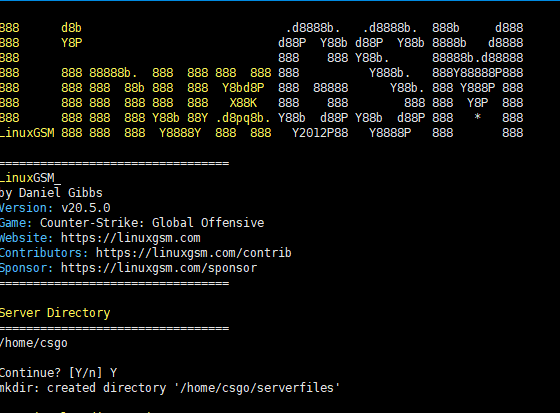 888      d8b                             .d8888b.   .d8888b.  888b     d888
888      Y8P                            d88P  Y88b d88P  Y88b 8888b   d8888
888                                     888    888 Y88b.      88888b.d88888
888      888 88888b.  888  888 888  888 888         Y888b.   888Y88888P888
888      888 888  88b 888  888  Y8bd8P  888  88888     Y88b. 888 Y888P 888
888      888 888  888 888  888   X88K   888    888       888 888  Y8P  888
888      888 888  888 Y88b 88Y .d8pq8b. Y88b  d88P Y88b  d88P 888   *   888
LinuxGSM 888 888  888  Y8888Y  888  888  Y2012P88   Y8888P   888       888
=================================
LinuxGSM_
by Daniel Gibbs
Version: v20.5.0
Game: Counter-Strike: Global Offensive
Website: https://linuxgsm.com
Contributors: https://linuxgsm.com/contrib
Sponsor: https://linuxgsm.com/sponsor
=================================
Server Directory
=================================
/home/csgo
Continue? [Y/n] Y
mkdir: created directory '/home/csgo/serverfiles'